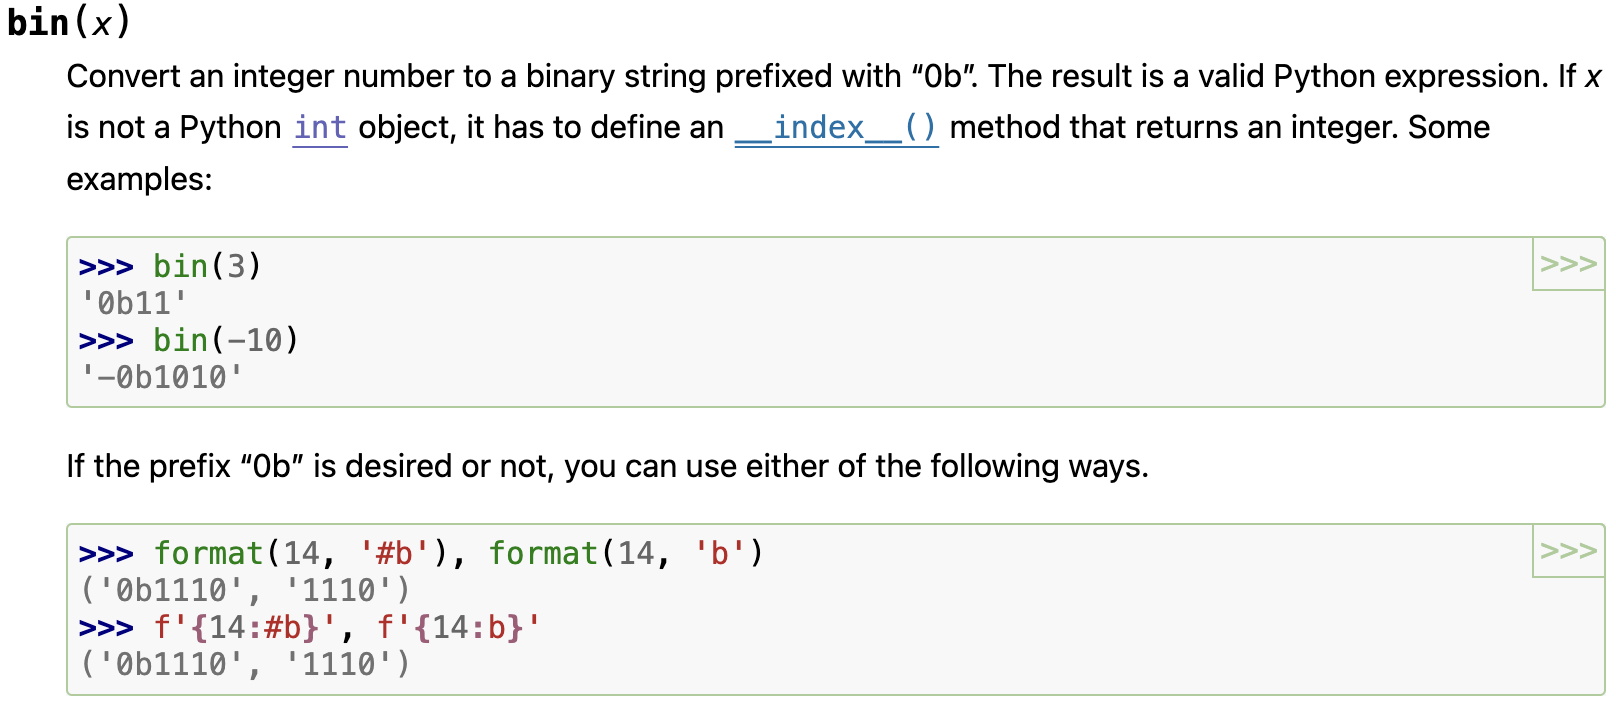 bin(x)
Convert an integer number to a binary string prefixed with “0b”. The result is a valid Python expression. If x
is not a Python int object, it has to define an __index__() method that returns an integer. Some
examples:
>>> bin(3)
>>>
'0b11'
>>> bin(-10)
'-0b1010'
If the prefix “0b” is desired or not, you can use either of the following ways.
>>> format(14, '#b'), format(14, 'b')
>>>
('0b1110', '1110')
>>> f'{14:#b}', f'{14:b}'
('0b1110', '1110')